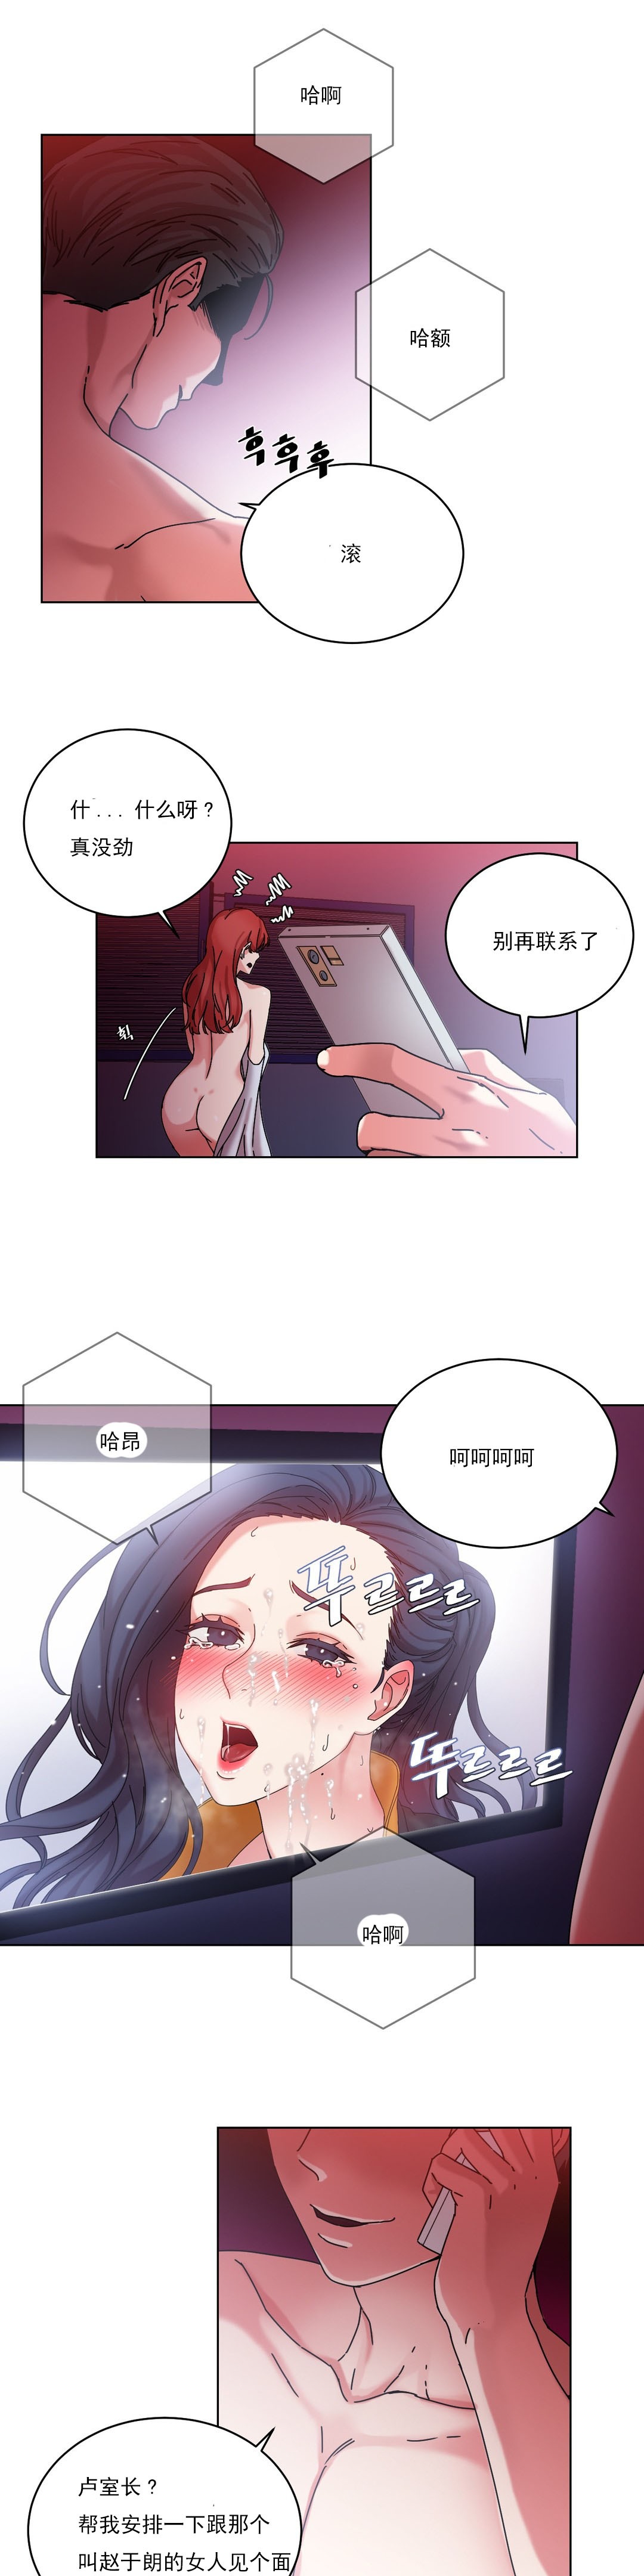 哈啊
哈额
후후후
滚
什... 什么呀？
真没劲
别再联系了
휙
哈昂
呵呵呵呵
뚜르르르
뚜르르르
哈啊
卢室长？
帮我安排一下跟那个
叫赵于朗的女人见个面